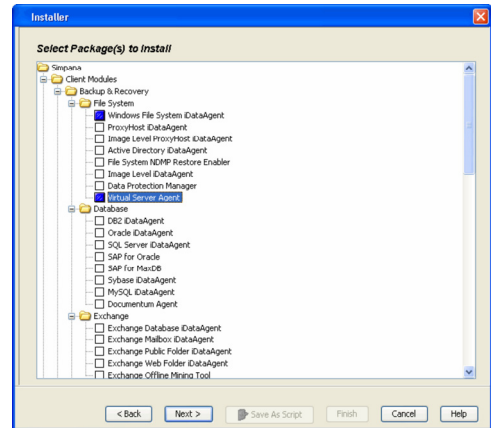 Installer
Select Package(s) to Install
Simpana
Client Modules
Backup & Recovery
File System
Windows File System iDataAgent
ProxyHost iDataAgent
Image Level ProxyHost iDataAgent
Active Directory iDataAgent
File System NDMP Restore Enabler
Image Level iDataAgent
Data Protection Manager
Virtual Server Agent
Database
DB2 iDataAgent
Oracle iDataAgent
SQL Server iDataAgent
SAP for Oracle
SAP for MaxDB
Sybase iDataAgent
MySQL iDataAgent
Documentum Agent
Exchange
Exchange Database iDataAgent
Exchange Mailbox iDataAgent
Exchange Public Folder iDataAgent
Exchange Web Folder iDataAgent
Exchange Offline Mining Tool
< Back Next > Save As Script Finish Cancel Help